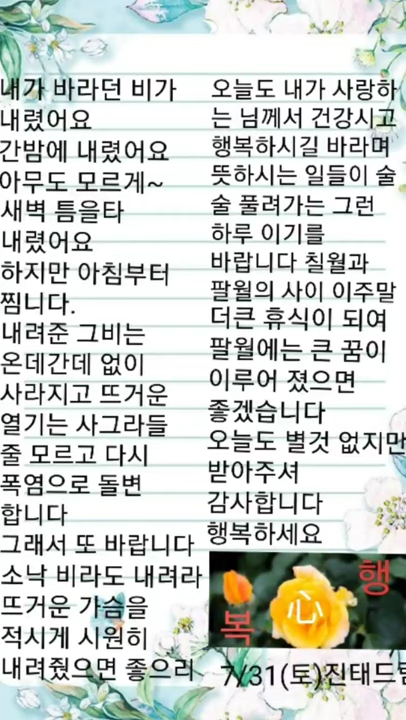 내가 바라던 비가
내렸어요
간밤에 내렸어요
아무도 모르게~
새벽 틈을타
내렸어요
하지만 아침부터
찜니다.
내려준 그비는
온데간데 없이
사라지고 뜨거운
열기는 사그라들
줄 모르고 다시
폭염으로 돌변
합니다
그래서 또 바랍니다
소낙 비라도 내려라
뜨거운 가슴을
적시게 시원히
내려줬으면 좋으리
오늘도 내가 사랑하
는 님께서 건강시고
행복하시길 바라며
뜻하시는 일들이 술
술 풀려가는 그런
하루 이기를
바랍니다 칠월과
팔월의 사이 이주말
더큰 휴식이 되여
팔월에는 큰 꿈이
이루어 졌으면
좋겠습니다
오늘도 별것 없지만
받아주셔
감사합니다
행복하세요
행
心
복
7/31(토)진태드림